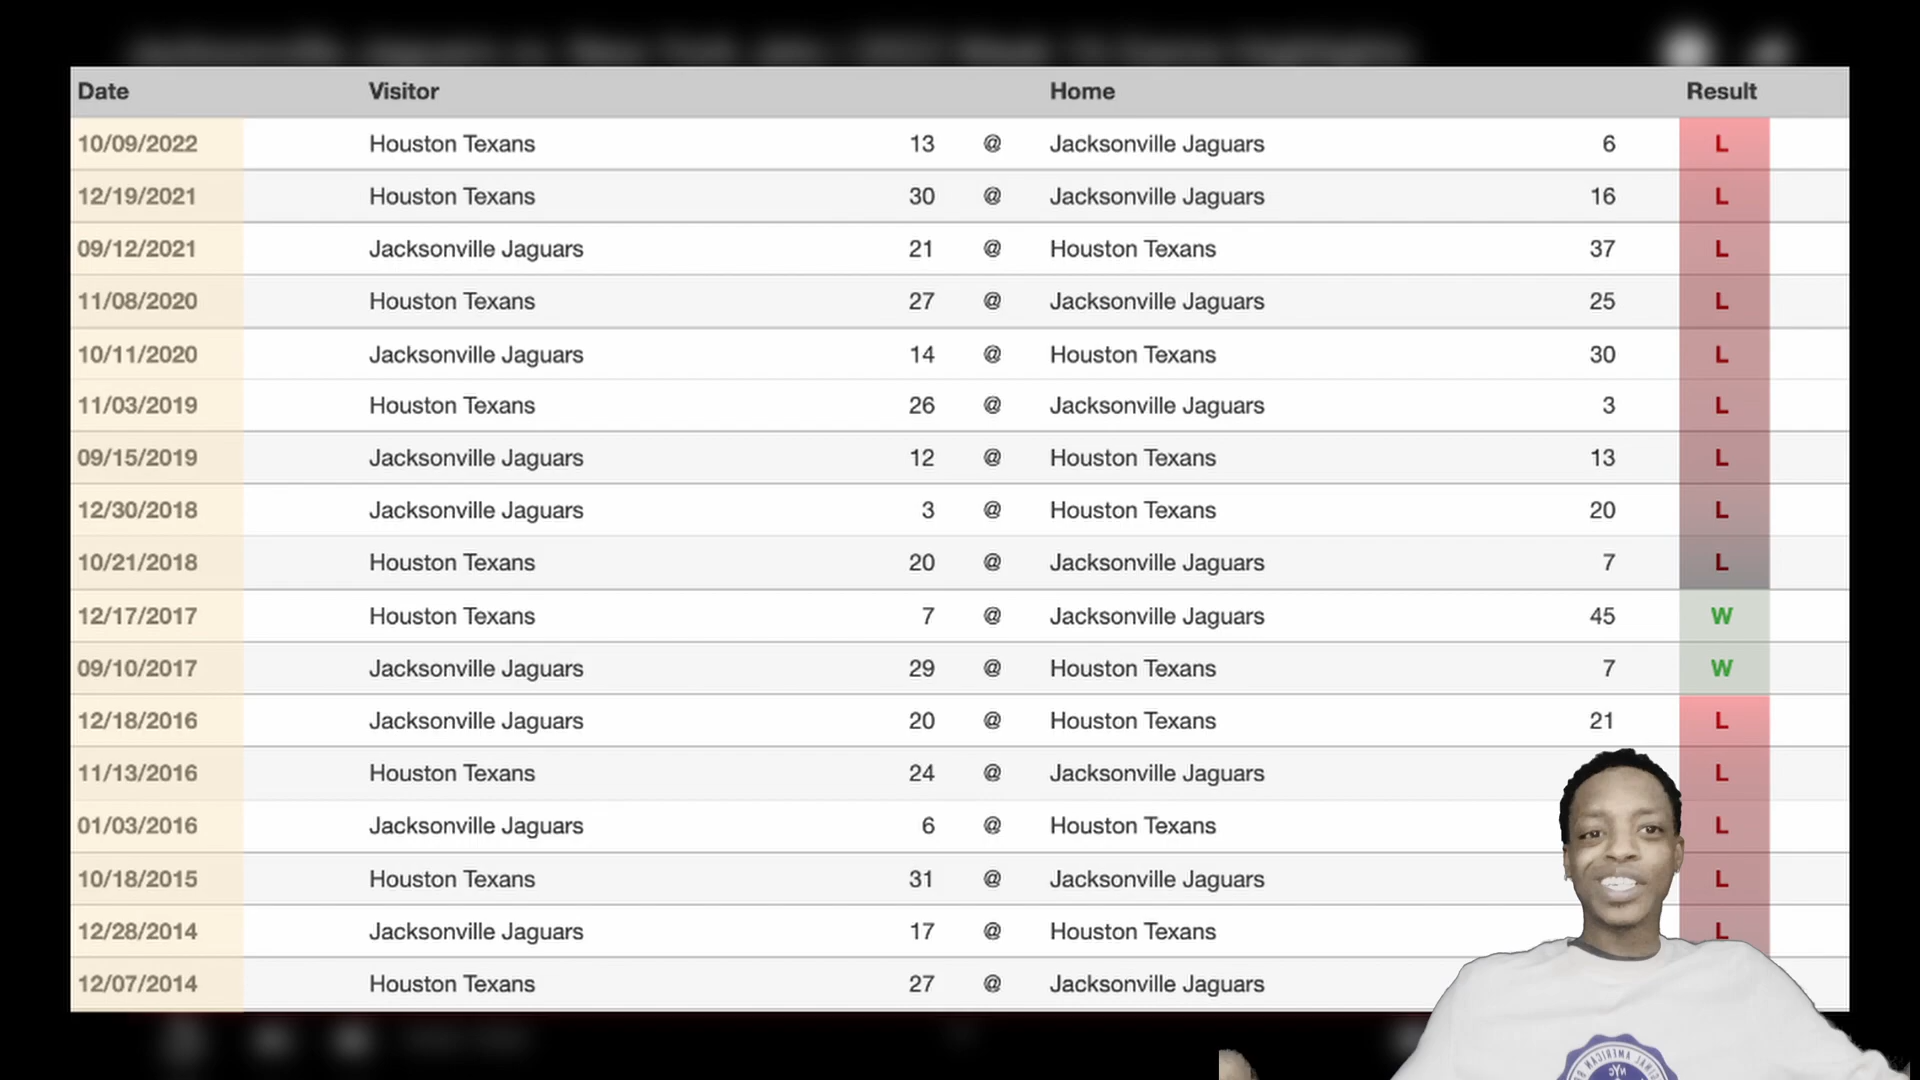 Date Visitor Home Result
10/09/2022 Houston Texans 13 @ Jacksonville Jaguars 6 L
12/19/2021 Houston Texans 30 @ Jacksonville Jaguars 16 L
09/12/2021 Jacksonville Jaguars 21 @ Houston Texans 37 L
11/08/2020 Houston Texans 27 @ Jacksonville Jaguars 25 L
10/11/2020 Jacksonville Jaguars 14 @ Houston Texans 30 L
11/03/2019 Houston Texans 26 @ Jacksonville Jaguars 3 L
09/15/2019 Jacksonville Jaguars 12 @ Houston Texans 13 L
12/30/2018 Jacksonville Jaguars 3 @ Houston Texans 20 L
10/21/2018 Houston Texans 20 @ Jacksonville Jaguars 7 L
12/17/2017 Houston Texans 7 @ Jacksonville Jaguars 45 W
09/10/2017 Jacksonville Jaguars 29 @ Houston Texans 7 W
12/18/2016 Jacksonville Jaguars 20 @ Houston Texans 21 L
11/13/2016 Houston Texans 24 @ Jacksonville Jaguars L
01/03/2016 Jacksonville Jaguars 6 @ Houston Texans L
10/18/2015 Houston Texans 31 @ Jacksonville Jaguars L
12/28/2014 Jacksonville Jaguars 17 @ Houston Texans L
12/07/2014 Houston Texans 27 @ Jacksonville Jaguars
AMERICAN
NYC